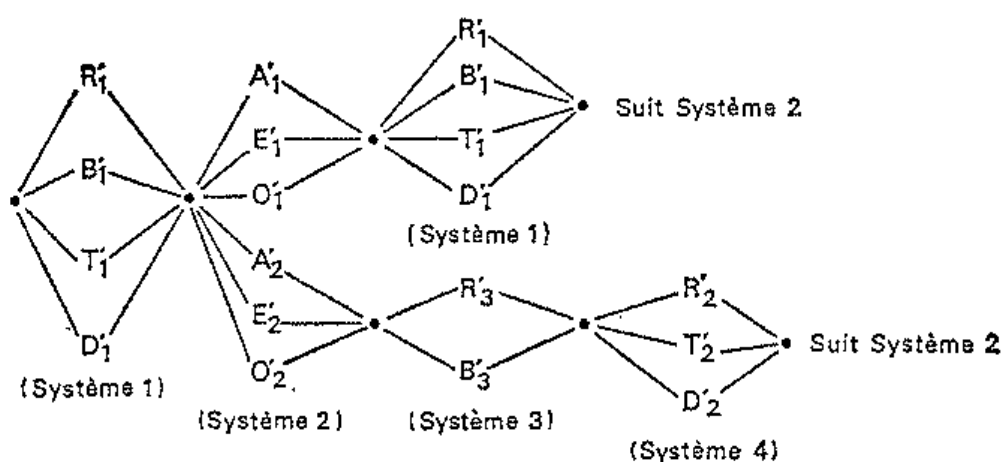 R′₁
B′₁
T′₁
D′₁
(Système 1)
A′₁
E′₁
O′₁
A′₂
E′₂
O′₂
(Système 2)
R′₁
B′₁
T′₁
D′₁
(Système 1)
Suit Système 2
R′₃
B′₃
(Système 3)
R′₂
T′₂
D′₂
(Système 4)
Suit Système 2